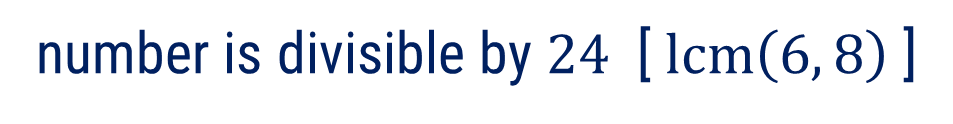 number is divisible by 24 [ lcm(6, 8) ]